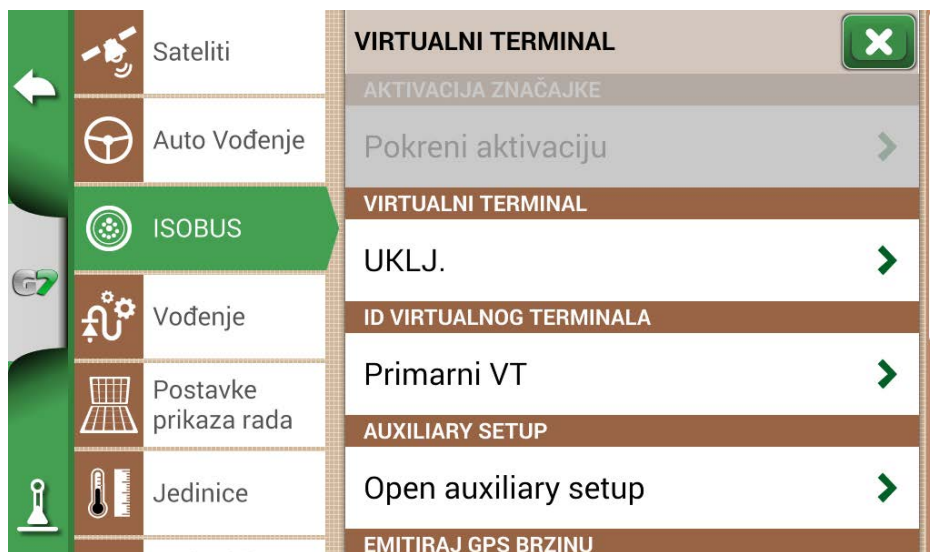 Sateliti
Auto Vođenje
ISOBUS
G7
Vođenje
Postavke
prikaza rada
Jedinice
VIRTUALNI TERMINAL
AKTIVACIJA ZNAČAJKE
Pokreni aktivaciju
VIRTUALNI TERMINAL
UKLJ.
ID VIRTUALNOG TERMINALA
Primarni VT
AUXILIARY SETUP
Open auxiliary setup
EMITIRAJ GPS BRZINU